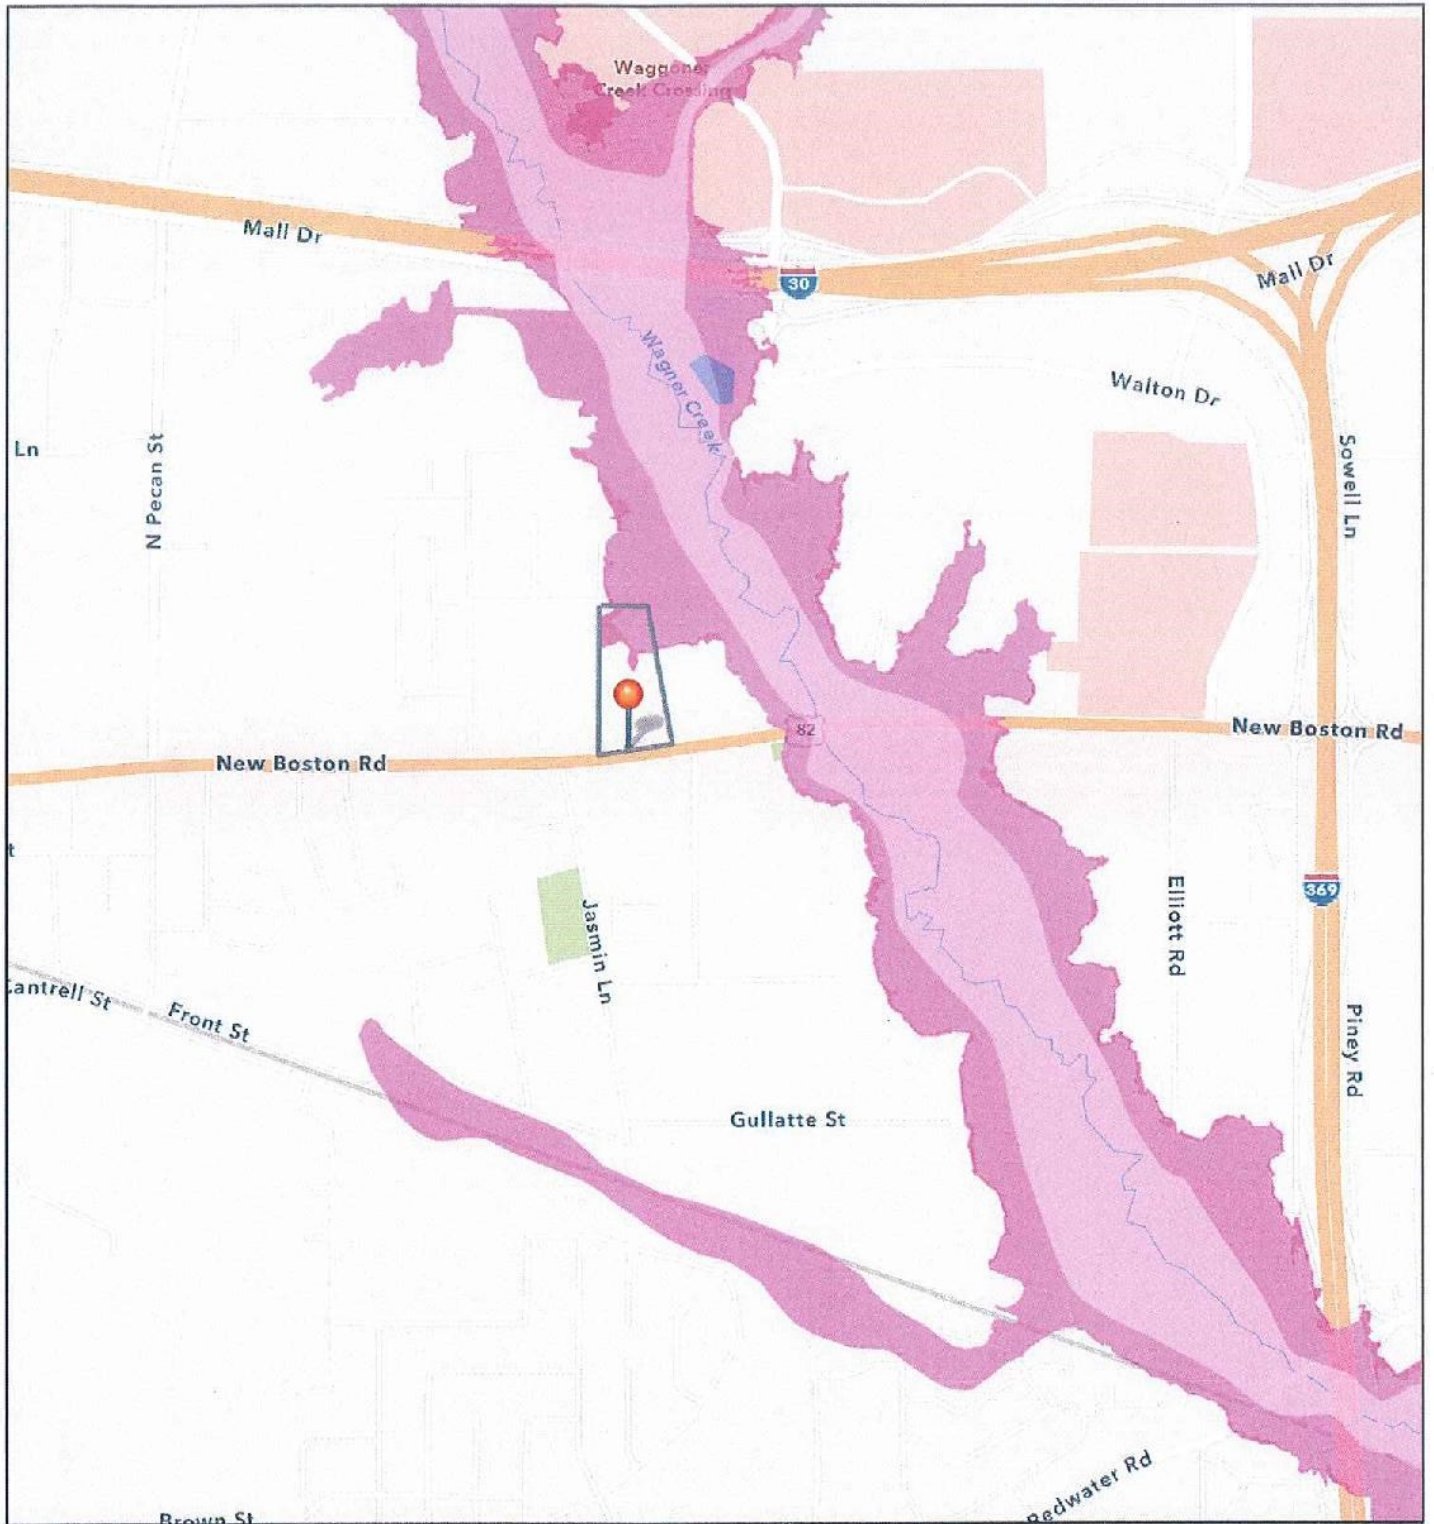 Waggoner
Creek Crossing
Mall Dr
30
Mall Dr
Wagner Creek
Walton Dr
Ln
N Pecan St
Sowell Ln
82
New Boston Rd
New Boston Rd
t
369
Elliott Rd
Jasmin Ln
Cantrell St
Front St
Piney Rd
Gullatte St
Redwater Rd
Brown St